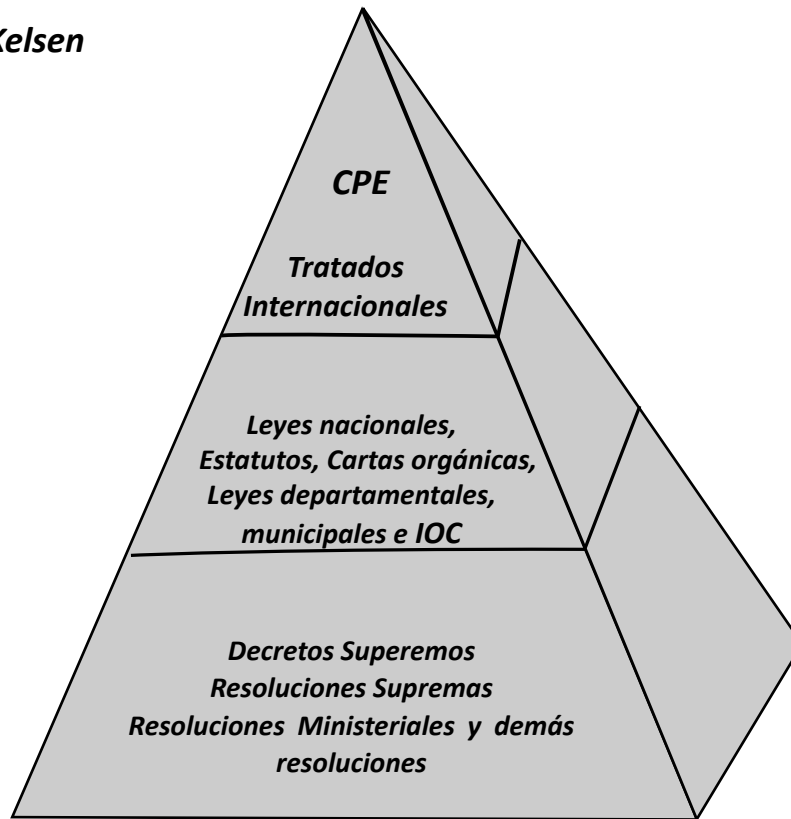 Kelsen
CPE
Tratados
Internacionales
Leyes nacionales,
Estatutos, Cartas orgánicas,
Leyes departamentales,
municipales e IOC
Decretos Superemos
Resoluciones Supremas
Resoluciones Ministeriales y demás
resoluciones